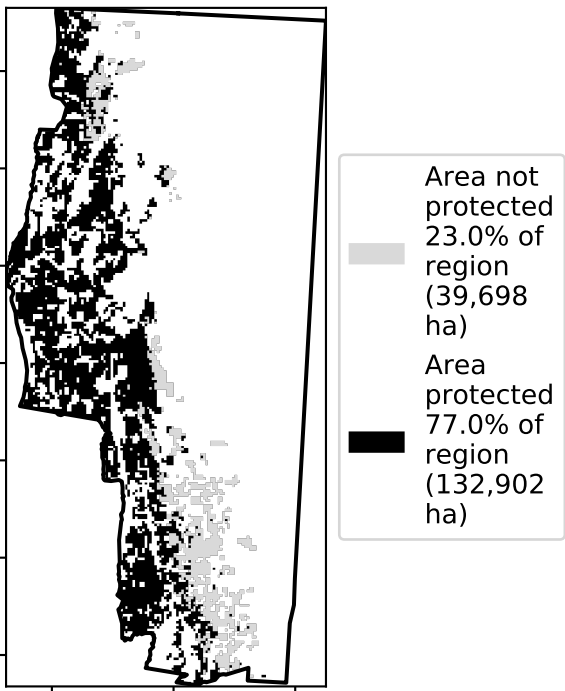 Area not
protected
23.0% of
region
(39,698
ha)
Area
protected
77.0% of
region
(132,902
ha)